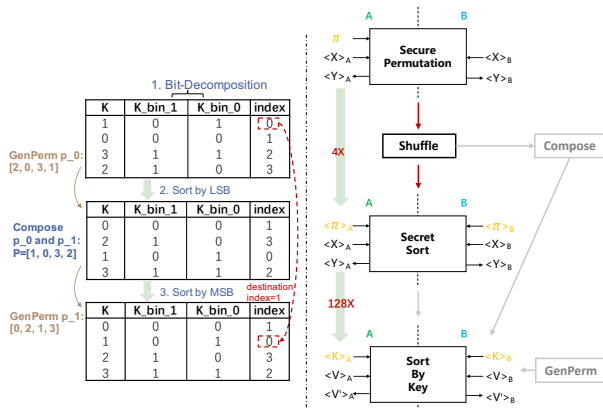 1. Bit-Decomposition
K K_bin_1 K_bin_0 index
1 0 1 0
0 0 0 1
3 1 1 2
2 1 0 3
GenPerm p_0:
[2, 0, 3, 1]
2. Sort by LSB
0 0 0 1
2 1 0 3
1 0 1 0
3 1 1 2
K K_bin_1 K_bin_0 index
Compose
p_0 and p_1:
P=[1, 0, 3, 2]
3. Sort by MSB
destination
index=1
GenPerm p_1:
[0, 2, 1, 3]
K K_bin_1 K_bin_0 index
0 0 0 1
1 0 1 0
2 1 0 3
3 1 1 2
A B
π
<X>A
<Y>A
Secure
Permutation
<X>B
<Y>B
4X
Shuffle
Compose
A B
<π>A
<X>A
<Y>A
Secret
Sort
<π>B
<X>B
<Y>B
128X
A B
<K>A
<V>A
<V'>A
Sort
By
Key
<K>B
<V>B
<V'>B
GenPerm